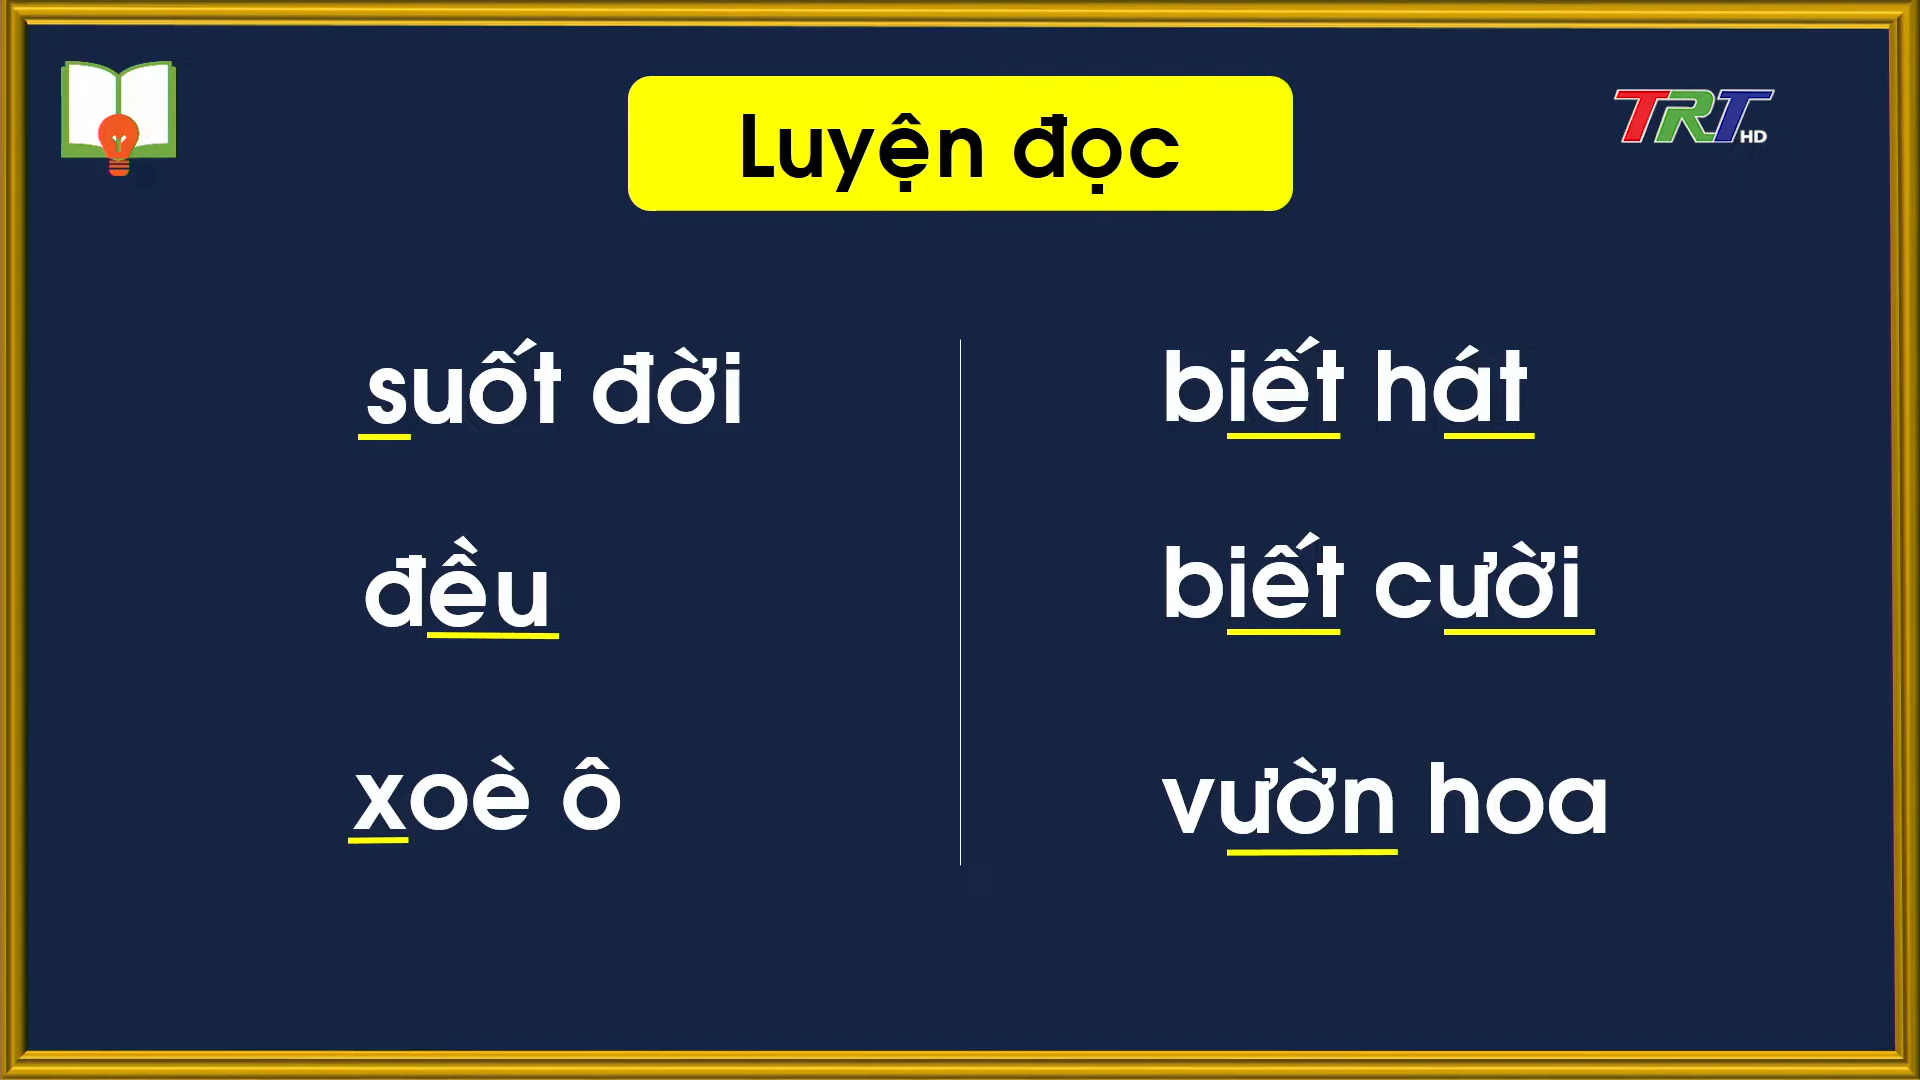 Luyện đọc
TRT HD
suốt đời
đều
xoè ô
biết hát
biết cười
vườn hoa